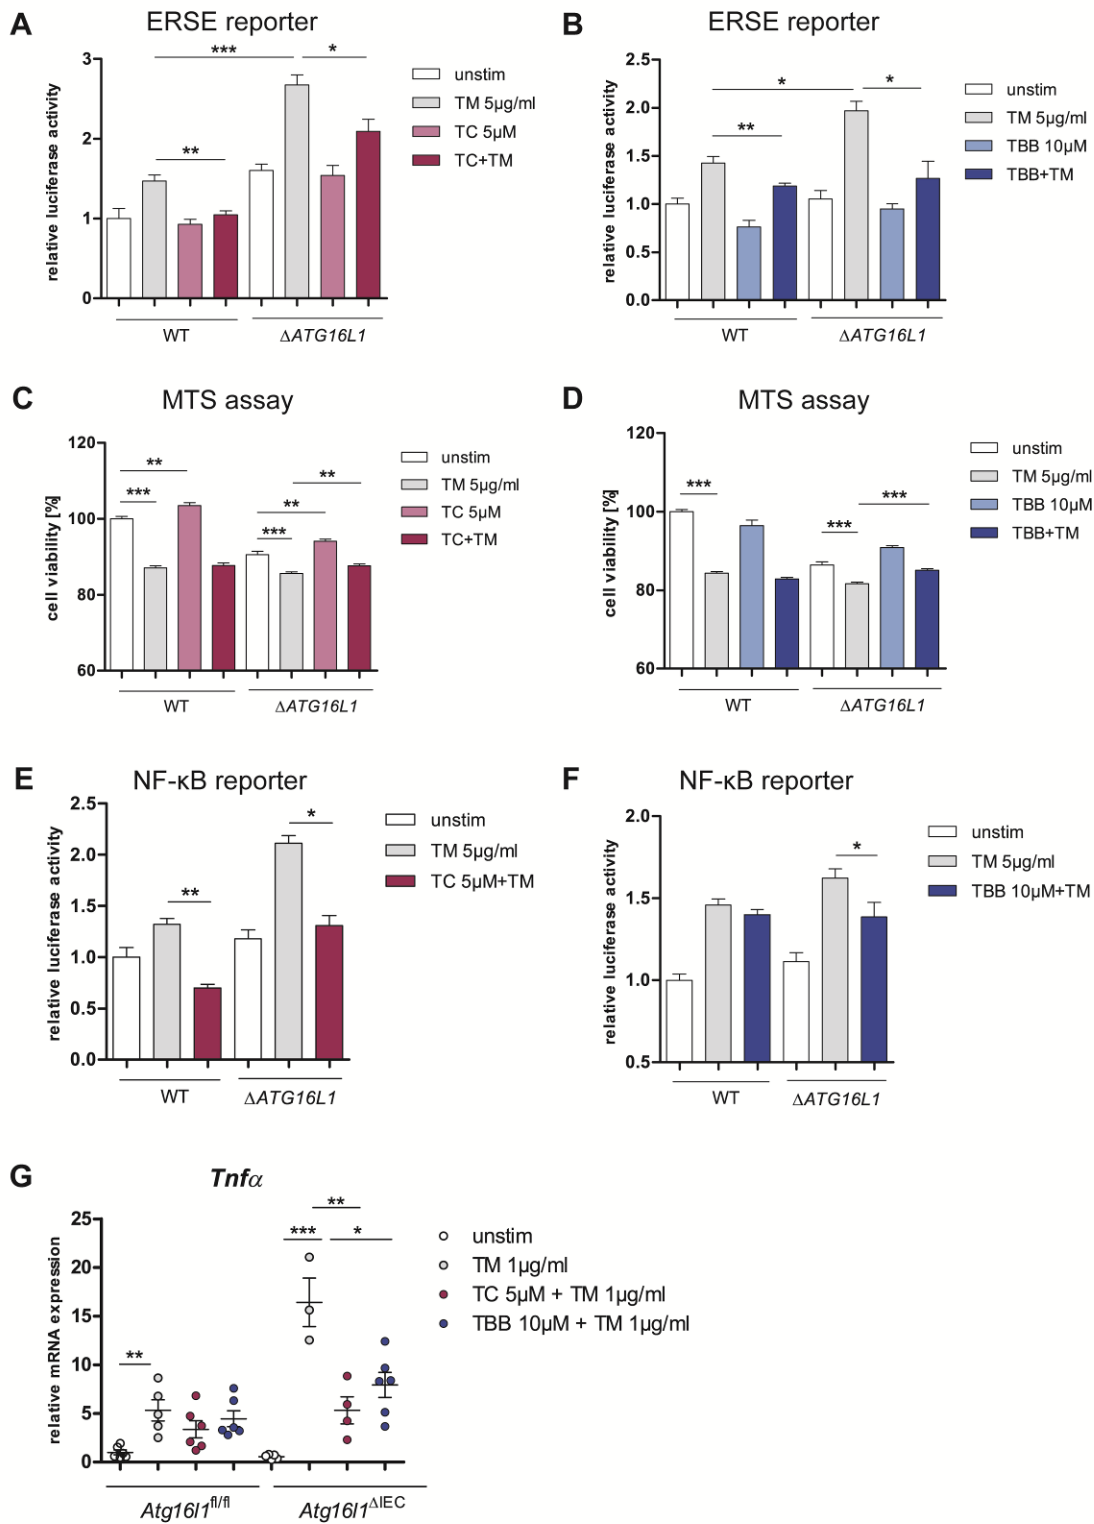 A
ERSE reporter
***
*
**
relative luciferase activity
3
2
1
0
WT
ΔATG16L1
unstim
TM 5µg/ml
TC 5µM
TC+TM
B
ERSE reporter
*
*
**
relative luciferase activity
2.5
2.0
1.5
1.0
0.5
0.0
WT
ΔATG16L1
unstim
TM 5µg/ml
TBB 10µM
TBB+TM
C
MTS assay
**
**
***
**
***
cell viability [%]
120
100
80
60
WT
ΔATG16L1
unstim
TM 5µg/ml
TC 5µM
TC+TM
D
MTS assay
***
***
***
cell viability [%]
120
100
80
60
WT
ΔATG16L1
unstim
TM 5µg/ml
TBB 10µM
TBB+TM
E
NF-κB reporter
*
**
relative luciferase activity
2.5
2.0
1.5
1.0
0.5
0.0
WT
ΔATG16L1
unstim
TM 5µg/ml
TC 5µM+TM
F
NF-κB reporter
*
relative luciferase activity
2.0
1.5
1.0
0.5
WT
ΔATG16L1
unstim
TM 5µg/ml
TBB 10µM+TM
G
Tnfα
**
***
*
**
relative mRNA expression
25
20
15
10
5
0
Atg16l1fl/fl
Atg16l1ΔIEC
unstim
TM 1µg/ml
TC 5µM + TM 1µg/ml
TBB 10µM + TM 1µg/ml